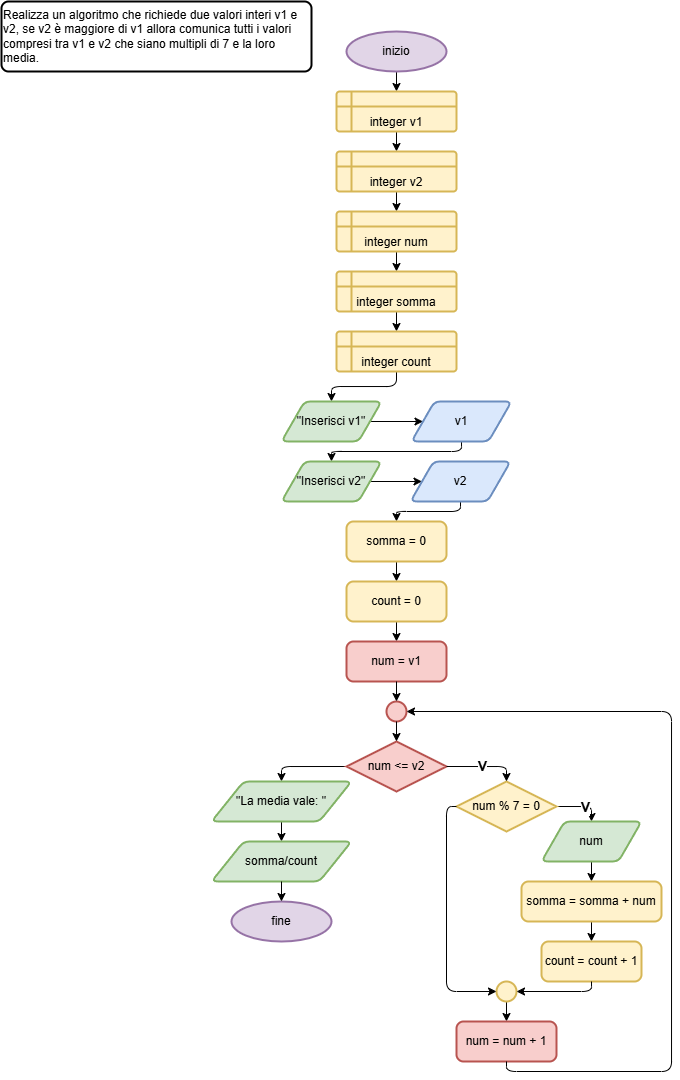 Realizza un algoritmo che richiede due valori interi v1 e
v2, se v2 è maggiore di v1 allora comunica tutti i valori
compresi tra v1 e v2 che siano multipli di 7 e la loro
media.
inizio
integer v1
integer v2
integer num
integer somma
integer count
"Inserisci v1"
v1
"Inserisci v2"
v2
somma = 0
count = 0
num = v1
num <= v2
V
"La media vale: "
num % 7 = 0
V
num
somma/count
somma = somma + num
fine
count = count + 1
num = num + 1